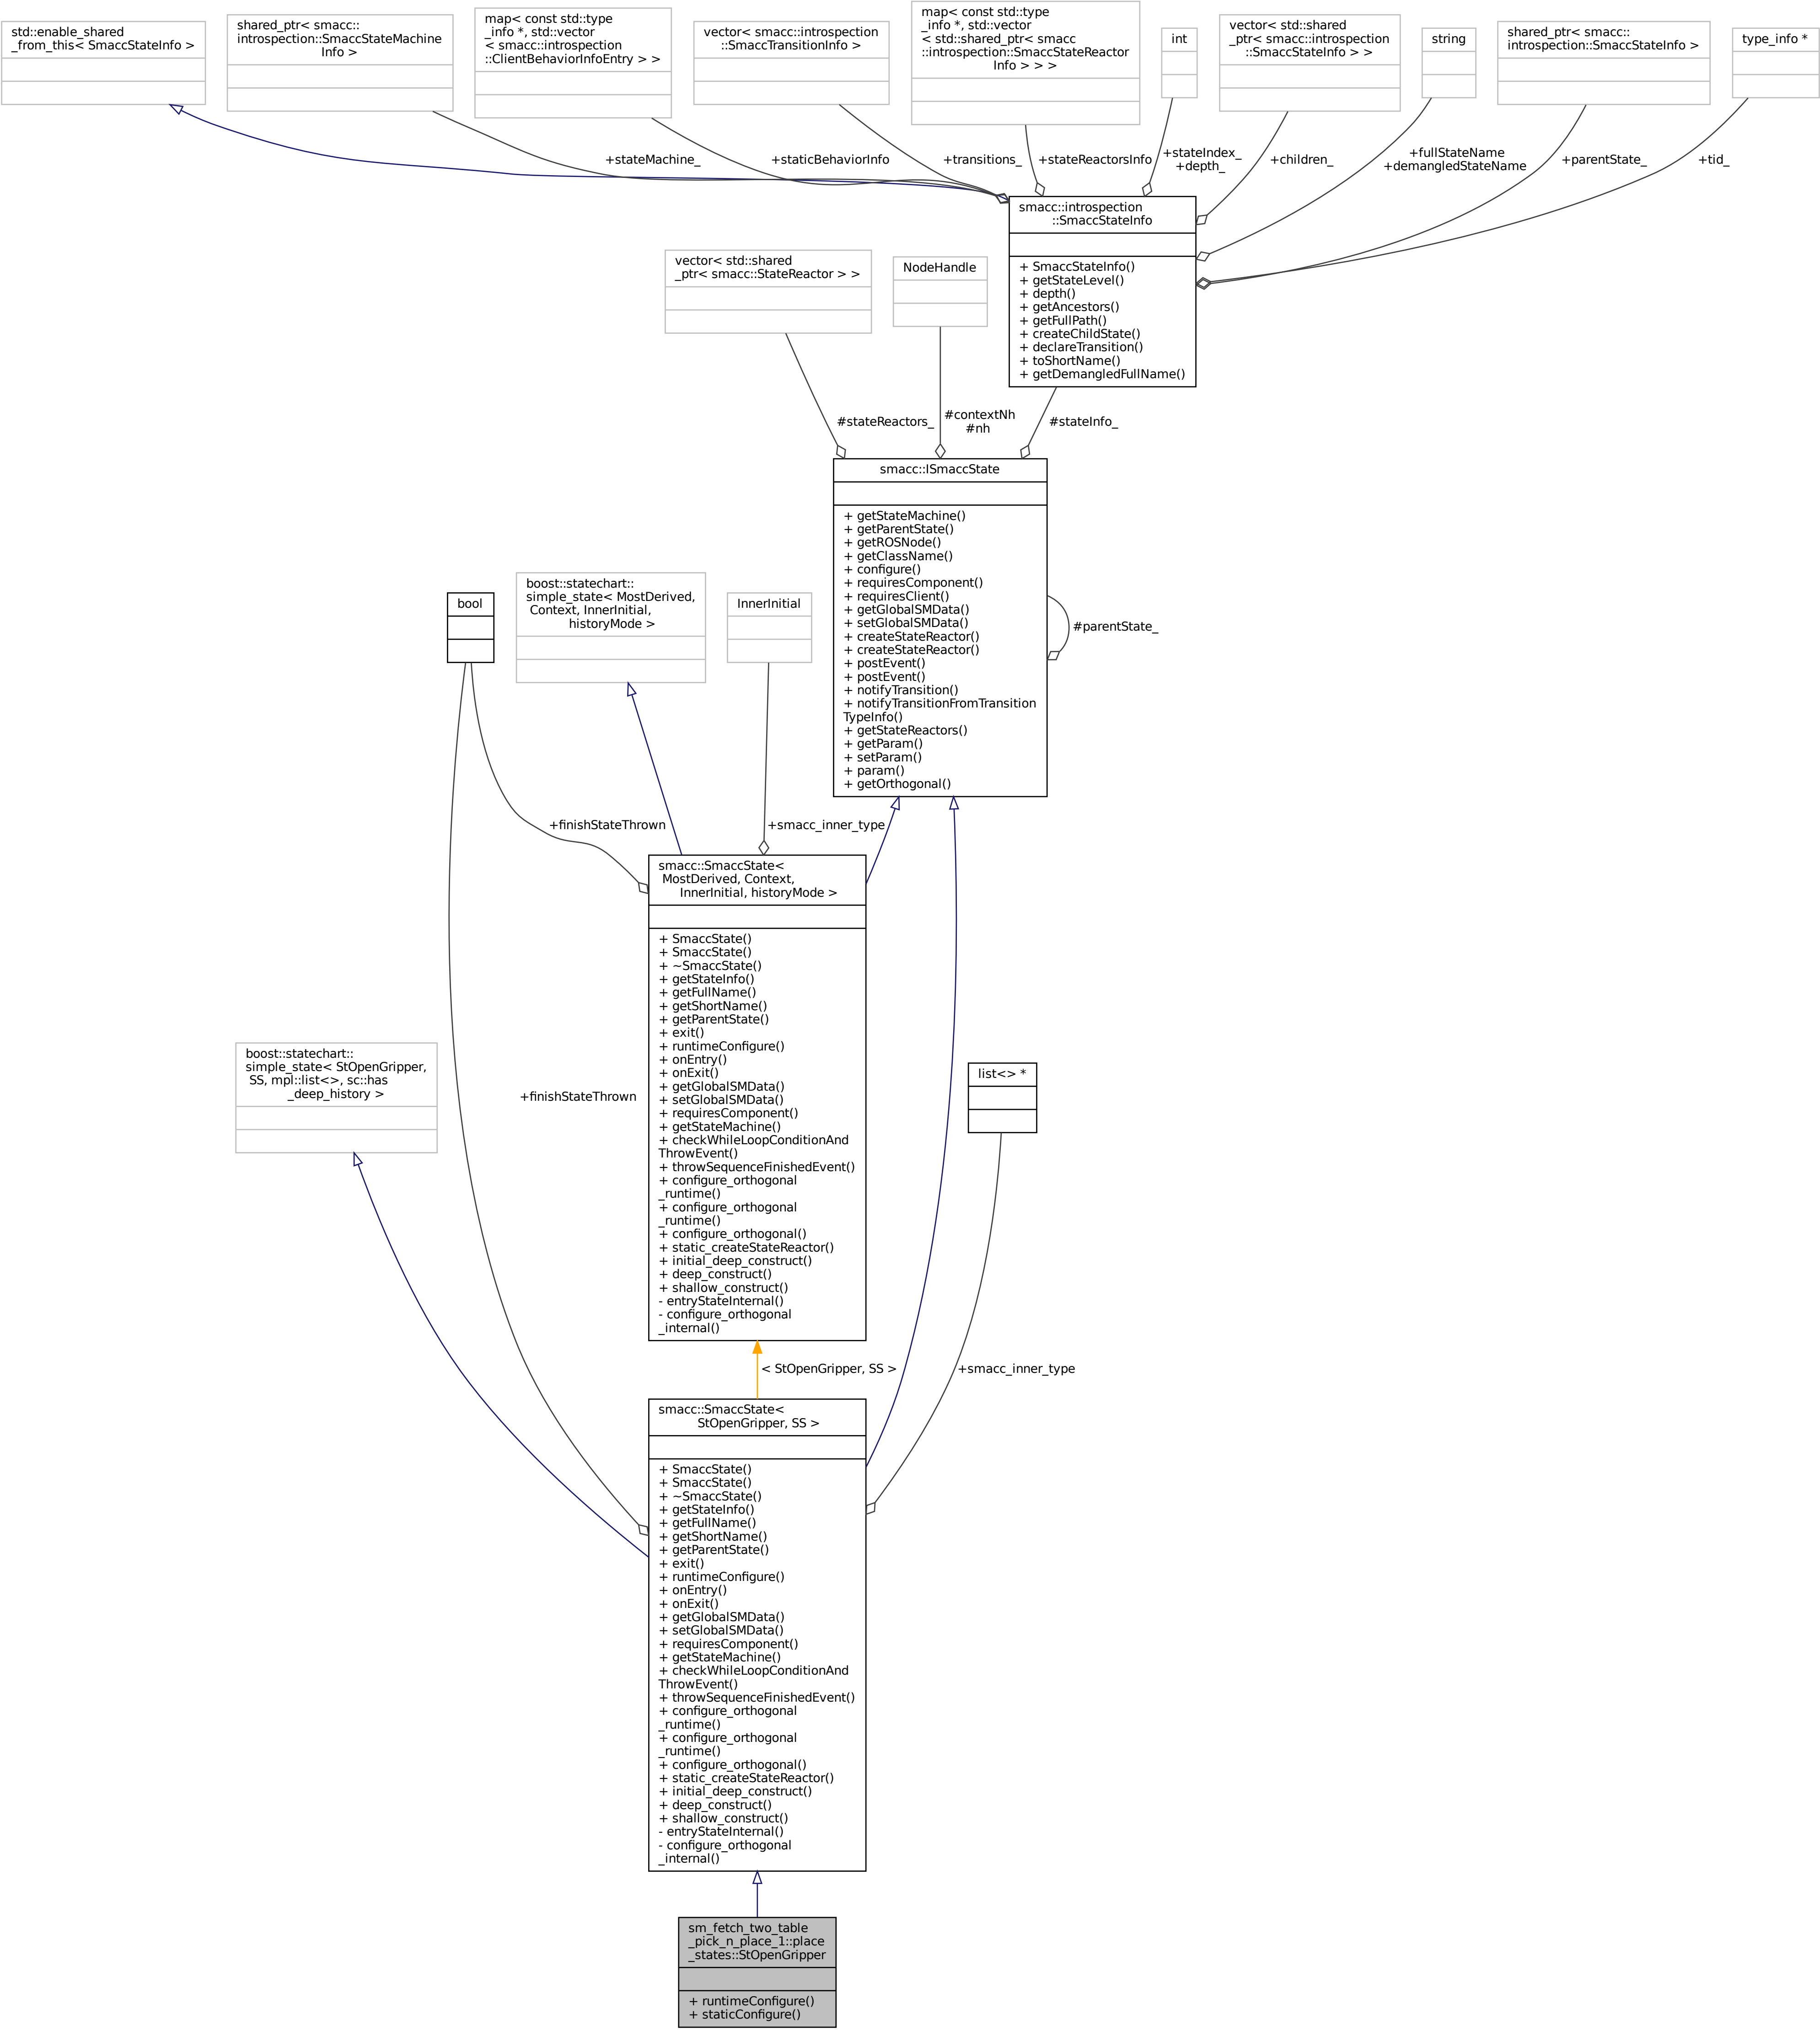 std::enable_shared
_from_this< SmaccStateInfo >
shared_ptr< smacc::
introspection::SmaccStateMachine
Info >
map< const std::type
_info *, std::vector
< smacc::introspection
::ClientBehaviorInfoEntry > >
vector< smacc::introspection
::SmaccTransitionInfo >
map< const std::type
_info *, std::vector
< std::shared_ptr< smacc
::introspection::SmaccStateReactor
Info > > >
int
vector< std::shared
_ptr< smacc::introspection
::SmaccStateInfo > >
string
shared_ptr< smacc::
introspection::SmaccStateInfo >
type_info *
+stateMachine_
+staticBehaviorInfo
+transitions_
+stateReactorsInfo
+stateIndex_
+depth_
+children_
+fullStateName
+demangledStateName
+parentState_
+tid_
smacc::introspection
::SmaccStateInfo
+ SmaccStateInfo()
+ getStateLevel()
+ depth()
+ getAncestors()
+ getFullPath()
+ createChildState()
+ declareTransition()
+ toShortName()
+ getDemangledFullName()
vector< std::shared
_ptr< smacc::StateReactor > >
NodeHandle
#stateReactors_
#contextNh
#nh
#stateInfo_
smacc::ISmaccState
+ getStateMachine()
+ getParentState()
+ getROSNode()
+ getClassName()
+ configure()
+ requiresComponent()
+ requiresClient()
+ getGlobalSMData()
+ setGlobalSMData()
+ createStateReactor()
+ createStateReactor()
+ postEvent()
+ postEvent()
+ notifyTransition()
+ notifyTransitionFromTransition
TypeInfo()
+ getStateReactors()
+ getParam()
+ setParam()
+ param()
+ getOrthogonal()
#parentState_
bool
boost::statechart::
simple_state< MostDerived,
Context, InnerInitial,
historyMode >
InnerInitial
+finishStateThrown
+smacc_inner_type
smacc::SmaccState<
MostDerived, Context,
InnerInitial, historyMode >
+ SmaccState()
+ SmaccState()
+ ~SmaccState()
+ getStateInfo()
+ getFullName()
+ getShortName()
+ getParentState()
+ exit()
+ runtimeConfigure()
+ onEntry()
+ onExit()
+ getGlobalSMData()
+ setGlobalSMData()
+ requiresComponent()
+ getStateMachine()
+ checkWhileLoopConditionAnd
ThrowEvent()
+ throwSequenceFinishedEvent()
+ configure_orthogonal
_runtime()
+ configure_orthogonal
_runtime()
+ configure_orthogonal()
+ static_createStateReactor()
+ initial_deep_construct()
+ deep_construct()
+ shallow_construct()
- entryStateInternal()
- configure_orthogonal
_internal()
boost::statechart::
simple_state< StOpenGripper,
SS, mpl::list<>, sc::has
_deep_history >
+finishStateThrown
list<> *
< StOpenGripper, SS >
+smacc_inner_type
smacc::SmaccState<
StOpenGripper, SS >
+ SmaccState()
+ SmaccState()
+ ~SmaccState()
+ getStateInfo()
+ getFullName()
+ getShortName()
+ getParentState()
+ exit()
+ runtimeConfigure()
+ onEntry()
+ onExit()
+ getGlobalSMData()
+ setGlobalSMData()
+ requiresComponent()
+ getStateMachine()
+ checkWhileLoopConditionAnd
ThrowEvent()
+ throwSequenceFinishedEvent()
+ configure_orthogonal
_runtime()
+ configure_orthogonal
_runtime()
+ configure_orthogonal()
+ static_createStateReactor()
+ initial_deep_construct()
+ deep_construct()
+ shallow_construct()
- entryStateInternal()
- configure_orthogonal
_internal()
sm_fetch_two_table
_pick_n_place_1::place
_states::StOpenGripper
+ runtimeConfigure()
+ staticConfigure()